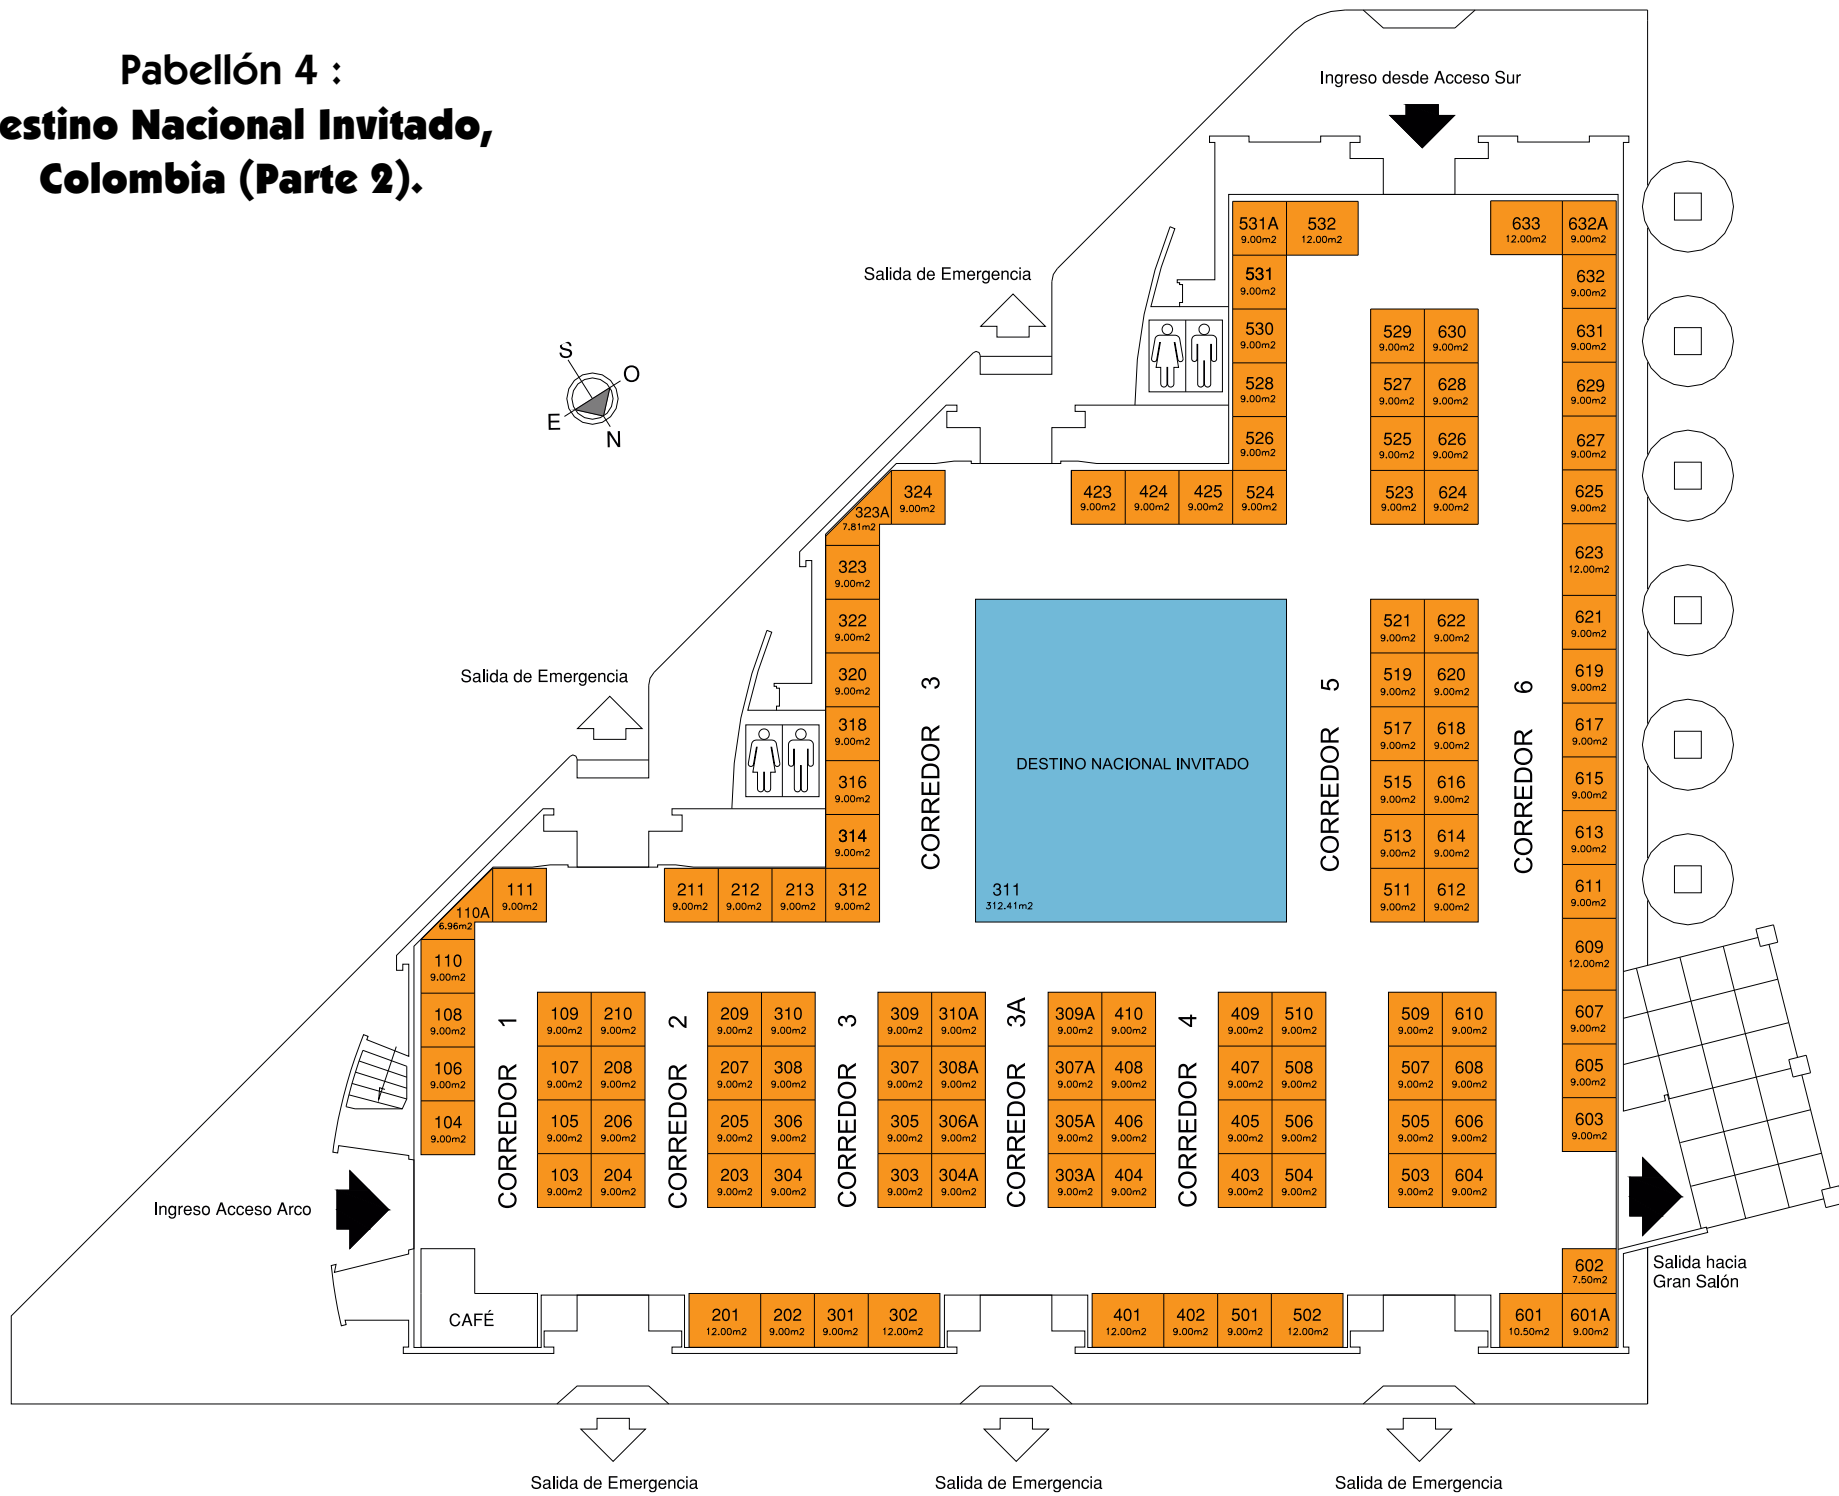 Pabellón 4 :
estino Nacional Invitado,
Colombia (Parte 2).
Ingreso desde Acceso Sur
531A 532 633 632A
9.00m2 12.00m2 12.00m2 9.00m2
531 632
9.00m2 9.00m2
Salida de Emergencia
530 529 630 631
9.00m2 9.00m2 9.00m2 9.00m2
S
O
E
N
528 527 628 629
9.00m2 9.00m2 9.00m2 9.00m2
526 525 626 627
9.00m2 9.00m2 9.00m2 9.00m2
324 423 424 425 524 523 624 625
9.00m2 9.00m2 9.00m2 9.00m2 9.00m2 9.00m2 9.00m2 9.00m2
323A
7.81m2
623
12.00m2
323
9.00m2
322 521 622 621
9.00m2 9.00m2 9.00m2 9.00m2
Salida de Emergencia
320 519 620 619
9.00m2 9.00m2 9.00m2 9.00m2
CORREDOR 3
CORREDOR 5
CORREDOR 6
318 517 618 617
9.00m2 9.00m2 9.00m2 9.00m2
DESTINO NACIONAL INVITADO
316 515 616 615
9.00m2 9.00m2 9.00m2 9.00m2
314 513 614 613
9.00m2 9.00m2 9.00m2 9.00m2
111 211 212 213 312 311 511 612 611
9.00m2 9.00m2 9.00m2 9.00m2 9.00m2 312.41m2 9.00m2 9.00m2 9.00m2
110A
6.96m2
110 609
9.00m2 12.00m2
108 109 210 209 310 309 310A 309A 410 409 510 509 610 607
9.00m2 9.00m2 9.00m2 9.00m2 9.00m2 9.00m2 9.00m2 9.00m2 9.00m2 9.00m2 9.00m2 9.00m2 9.00m2 9.00m2
106 107 208 207 308 307 308A 307A 408 407 508 507 608 605
9.00m2 9.00m2 9.00m2 9.00m2 9.00m2 9.00m2 9.00m2 9.00m2 9.00m2 9.00m2 9.00m2 9.00m2 9.00m2 9.00m2
104 105 206 205 306 305 306A 305A 406 405 506 505 606 603
9.00m2 9.00m2 9.00m2 9.00m2 9.00m2 9.00m2 9.00m2 9.00m2 9.00m2 9.00m2 9.00m2 9.00m2 9.00m2 9.00m2
103 204 203 304 303 304A 303A 404 403 504 503 604
9.00m2 9.00m2 9.00m2 9.00m2 9.00m2 9.00m2 9.00m2 9.00m2 9.00m2 9.00m2 9.00m2 9.00m2
CORREDOR 1
CORREDOR 2
CORREDOR 3
CORREDOR 3A
CORREDOR 4
Ingreso Acceso Arco
602
7.50m2
Salida hacia
Gran Salón
CAFÉ
201 202 301 302 401 402 501 502 601 601A
12.00m2 9.00m2 9.00m2 12.00m2 12.00m2 9.00m2 9.00m2 12.00m2 10.50m2 9.00m2
Salida de Emergencia
Salida de Emergencia
Salida de Emergencia